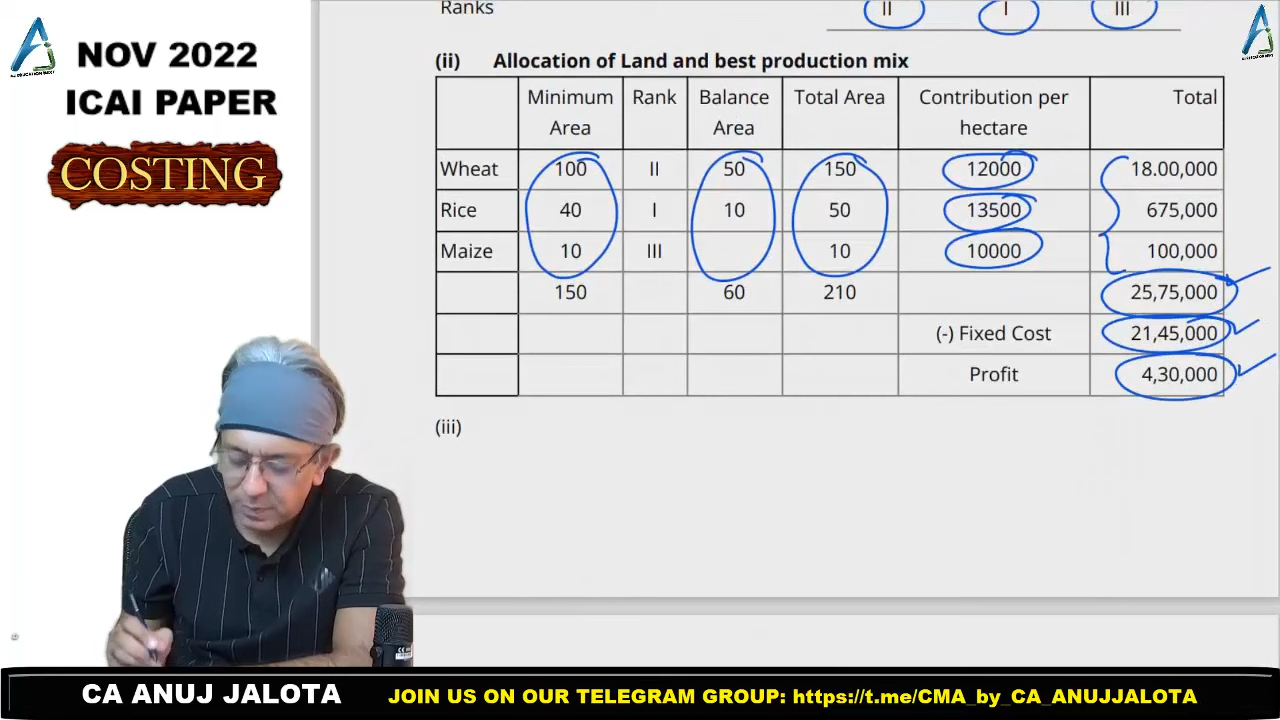 NOV 2022
ICAI PAPER
COSTING
Ranks II I III
(ii) Allocation of Land and best production mix
Minimum Area Rank Balance Area Total Area Contribution per hectare Total
Wheat 100 II 50 150 12000 18.00,000
Rice 40 I 10 50 13500 675,000
Maize 10 III 10 10000 100,000
150 60 210 25,75,000
(-) Fixed Cost 21,45,000
Profit 4,30,000
(iii)
CA ANUJ JALOTA JOIN US ON OUR TELEGRAM GROUP: https://t.me/CMA_by_CA_ANUJJALOTA